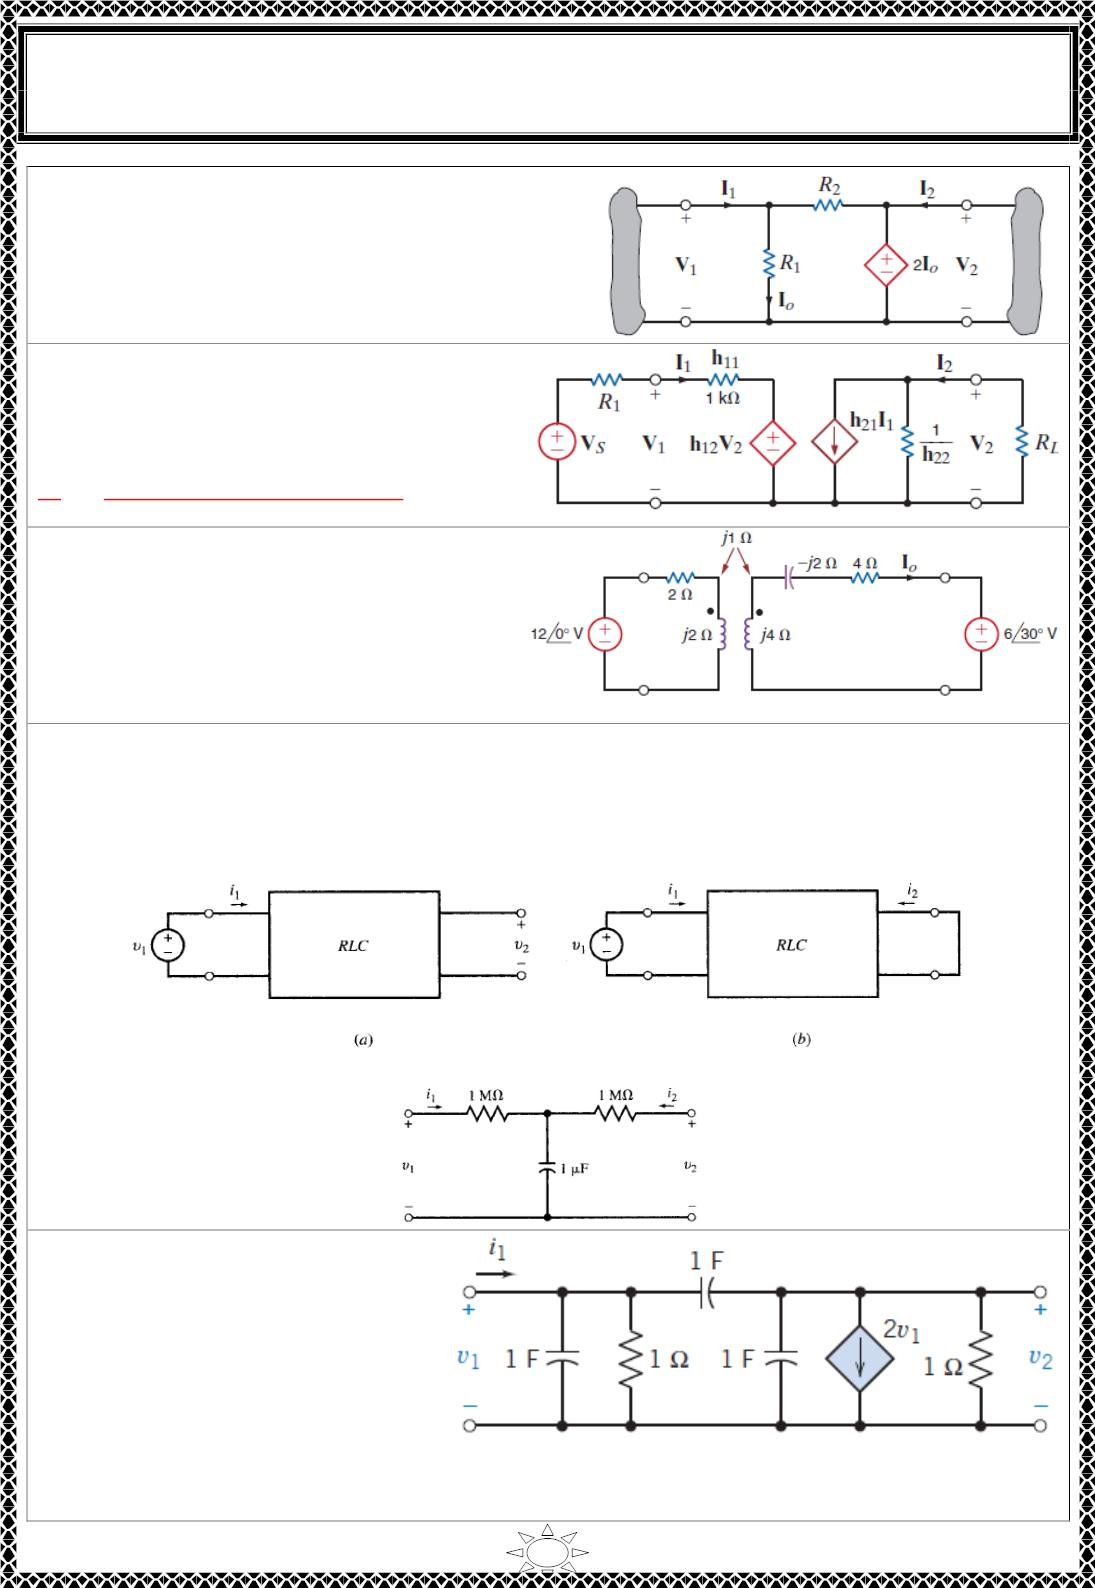 I1 R2 I2
+ +
V1 R1 + − 2Io V2
Io
− −
I1 h11 I2
R1 + 1 kΩ +
+ − VS V1 h12V2 + − h21I1 1/h22 V2 RL
− −
j1 Ω
−j2 Ω 4 Ω Io
2 Ω
12/0° V + − j2 Ω j4 Ω + − 6/30° V
i1 i1 i2
v1 + − RLC + v2 − v1 + − RLC
(a) (b)
i1 1 MΩ 1 MΩ i2
+ +
v1 1 μF v2
− −
i1
1 F
+ 2v1 +
v1 1 F 1 Ω 1 F 1 Ω v2
− −